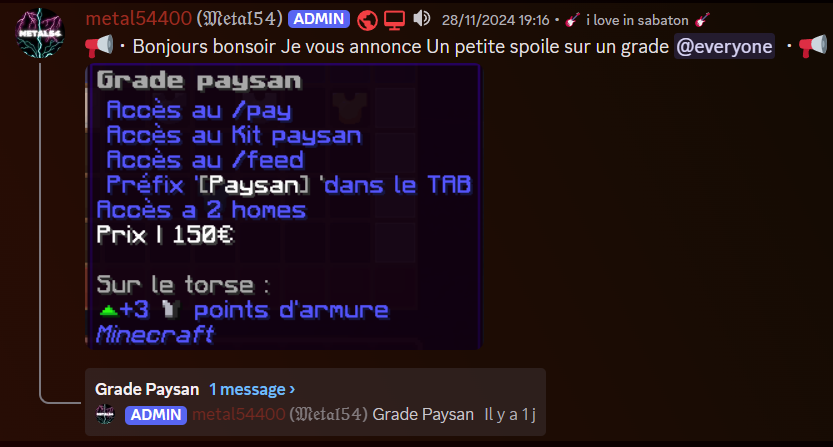 metal54400 (𝔐𝔢𝔱𝔞𝔩54) ADMIN 28/11/2024 19:16 • i love in sabaton
METAL54
· Bonjours bonsoir Je vous annonce Un petite spoile sur un grade @everyone ·
Grade paysan
Accès au /pay
Accès au Kit paysan
Accès au /feed
Préfix '[Paysan] 'dans le TAB
Accès a 2 homes
Prix | 150€
Sur le torse :
+3 points d'armure
Minecraft
Grade Paysan 1 message ›
ADMIN metal54400 (𝔐𝔢𝔱𝔞𝔩54) Grade Paysan Il y a 1 j